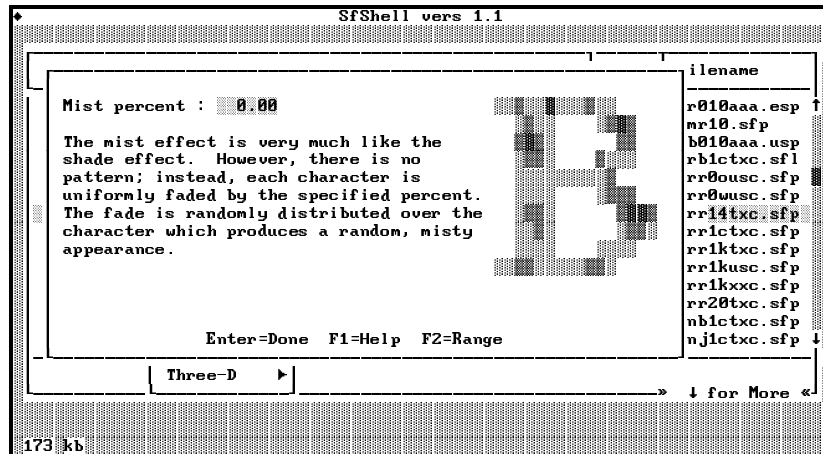 SfShell vers 1.1
ilename
Mist percent : 0.00
The mist effect is very much like the
shade effect. However, there is no
pattern; instead, each character is
uniformly faded by the specified percent.
The fade is randomly distributed over the
character which produces a random, misty
appearance.
Enter=Done F1=Help F2=Range
r010aaa.esp ↑
mr10.sfp
b010aaa.usp
rb1ctxc.sfl
rr0ousc.sfp
rr0wusc.sfp
rr14txc.sfp
rr1ctxc.sfp
rr1ktxc.sfp
rr1kusc.sfp
rr1kxxc.sfp
rr20txc.sfp
nb1ctxc.sfp
nj1ctxc.sfp ↓
Three-D ►
» ↓ for More «
173 kb